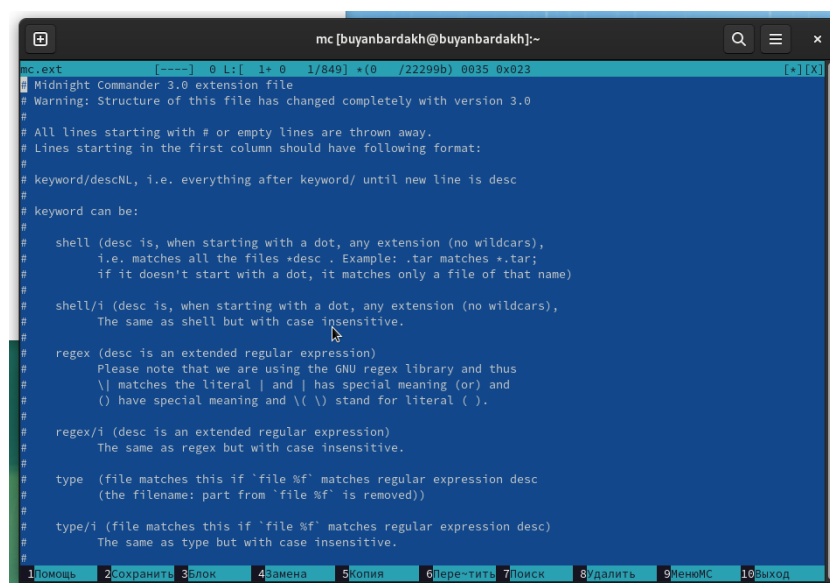 mc [buyanbardakh@buyanbardakh]:~
mc.ext [----] 0 L:[ 1+ 0 1/849] *(0 /22299b) 0035 0x023 [*][X]
# Midnight Commander 3.0 extension file
# Warning: Structure of this file has changed completely with version 3.0
#
# All lines starting with # or empty lines are thrown away.
# Lines starting in the first column should have following format:
#
# keyword/descNL, i.e. everything after keyword/ until new line is desc
#
# keyword can be:
#
# shell (desc is, when starting with a dot, any extension (no wildcars),
# i.e. matches all the files *desc . Example: .tar matches *.tar;
# if it doesn't start with a dot, it matches only a file of that name)
#
# shell/i (desc is, when starting with a dot, any extension (no wildcars),
# The same as shell but with case insensitive.
#
# regex (desc is an extended regular expression)
# Please note that we are using the GNU regex library and thus
# \| matches the literal | and | has special meaning (or) and
# () have special meaning and \( \) stand for literal ( ).
#
# regex/i (desc is an extended regular expression)
# The same as regex but with case insensitive.
#
# type (file matches this if `file %f` matches regular expression desc
# (the filename: part from `file %f` is removed))
#
# type/i (file matches this if `file %f` matches regular expression desc)
# The same as type but with case insensitive.
#
1Помощь 2Сохранить 3Блок 4Замена 5Копия 6Пере~тить 7Поиск 8Удалить 9МенюMC 10Выход